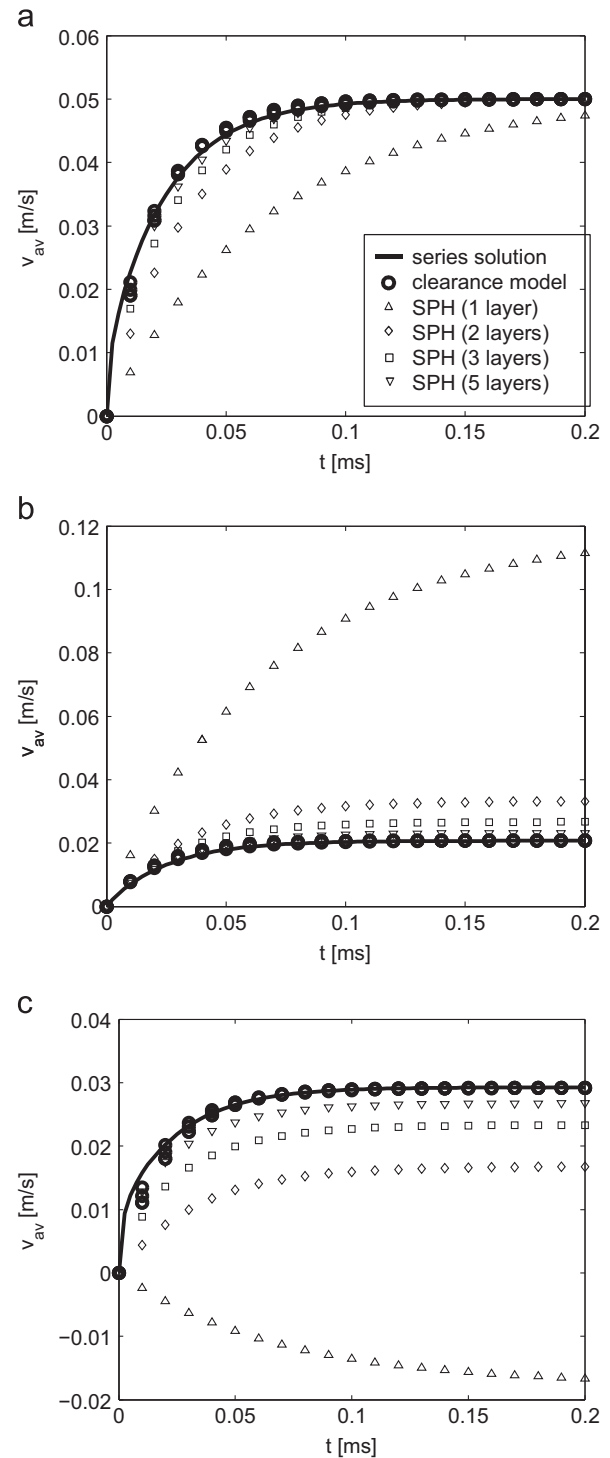 a
0.06
0.05
0.04
0.03
0.02
0.01
0
v_av [m/s]
series solution
clearance model
SPH (1 layer)
SPH (2 layers)
SPH (3 layers)
SPH (5 layers)
0 0.05 0.1 0.15 0.2
t [ms]
b
0.12
0.1
0.08
0.06
0.04
0.02
0
v_av [m/s]
0 0.05 0.1 0.15 0.2
t [ms]
c
0.04
0.03
0.02
0.01
0
−0.01
−0.02
v_av [m/s]
0 0.05 0.1 0.15 0.2
t [ms]